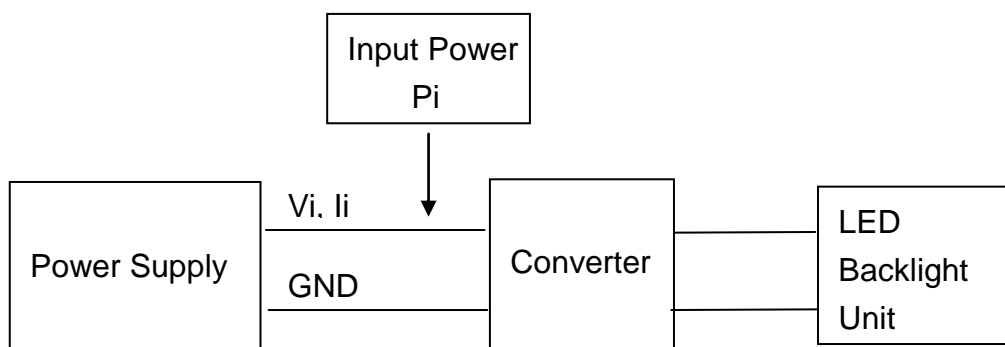 Input Power
Pi
Vi, Ii
Power Supply
GND
Converter
LED
Backlight
Unit